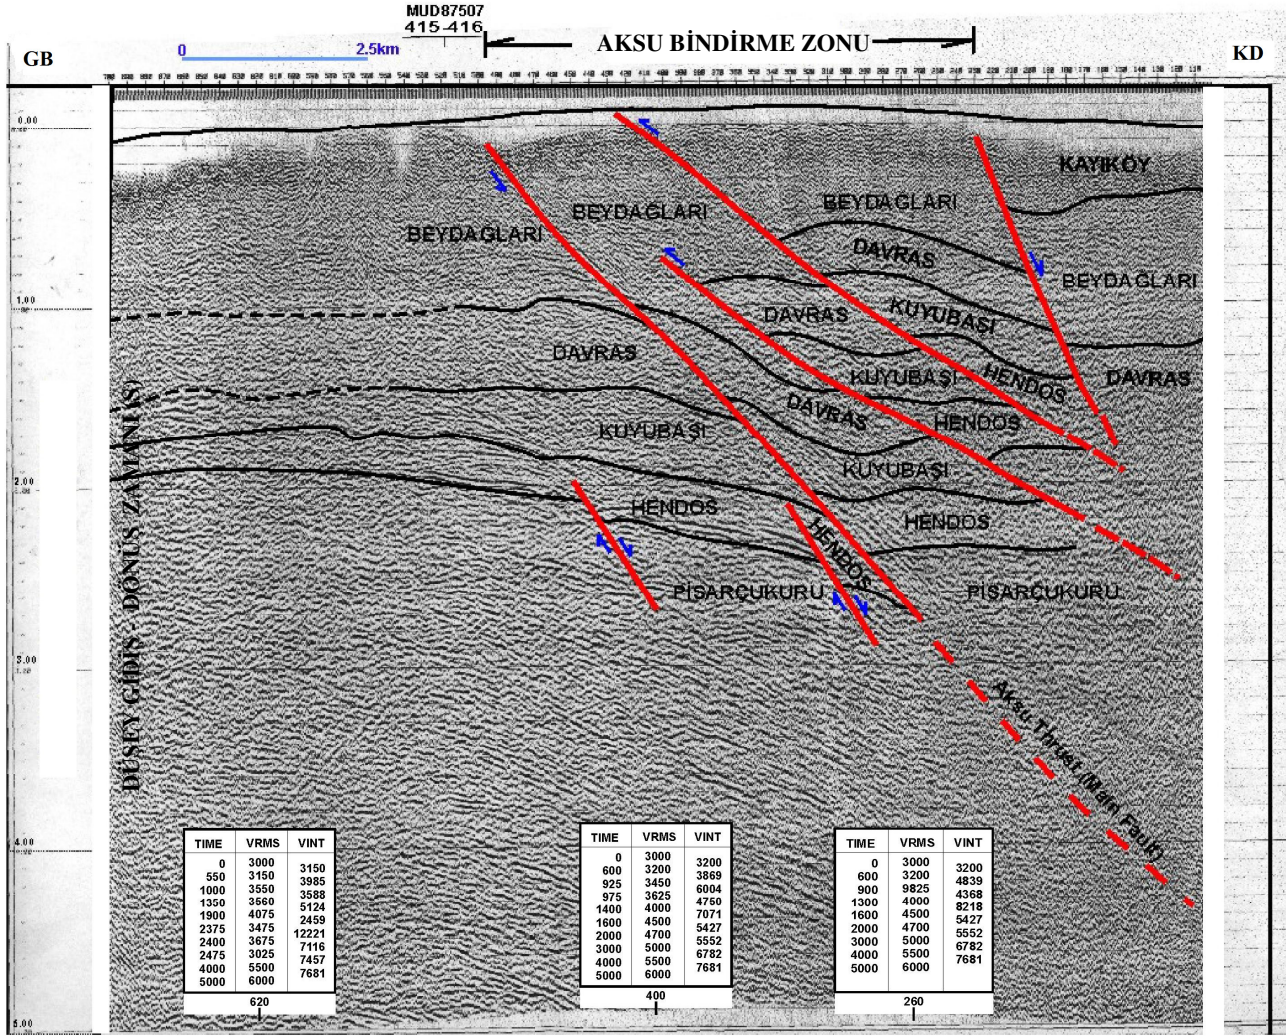 MUD87507
415-416
0 2.5km
AKSU BİNDİRME ZONU
GB
KD
0.00
1.00
2.00
3.00
4.00
5.00
DÜŞEY GİDİŞ - DÖNÜŞ ZAMANI(S)
KAYIKÖY
BEYDAĞLARI
BEYDAĞLARI
BEYDAĞLARI
BEYDAĞLARI
DAVRAS
DAVRAS
KUYUBAŞI
DAVRAS
KUYUBAŞI
HENDOS
DAVRAS
DAVRAS
HENDOS
KUYUBAŞI
KUYUBAŞI
HENDOS
HENDOS
HENDOS
PİSARÇUKURU
PİSARÇUKURU
Aksu Thrust (Main Fault)
TIME VRMS VINT
0 3000
3150
550 3150
3985
1000 3550
3588
1350 3560
5124
1900 4075
2459
2375 3475
12221
2400 3675
7116
2475 3025
7457
4000 5500
7681
5000 6000
620
TIME VRMS VINT
0 3000
3200
600 3200
3869
925 3450
6004
975 3625
4750
1400 4000
7071
1600 4500
5427
2000 4700
5552
3000 5000
6782
4000 5500
7681
5000 6000
400
TIME VRMS VINT
0 3000
3200
600 3200
4839
900 9825
4368
1300 4000
8218
1600 4500
5427
2000 4700
5552
3000 5000
6782
4000 5500
7681
5000 6000
260